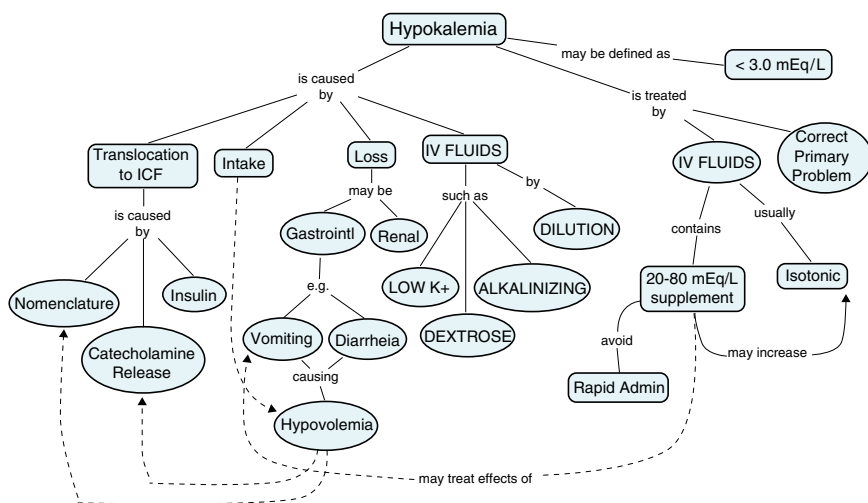 Hypokalemia
may be defined as
< 3.0 mEq/L
is caused
by
is treated
by
Translocation
to ICF
Intake
Loss
IV FLUIDS
IV FLUIDS
Correct
Primary
Problem
is caused
by
may be
such as
by
contains
usually
Gastrointl
Renal
DILUTION
Nomenclature
Insulin
e.g.
LOW K+
ALKALINIZING
20-80 mEq/L
supplement
Isotonic
Catecholamine
Release
Vomiting
Diarrheia
DEXTROSE
avoid
may increase
causing
Rapid Admin
Hypovolemia
may treat effects of